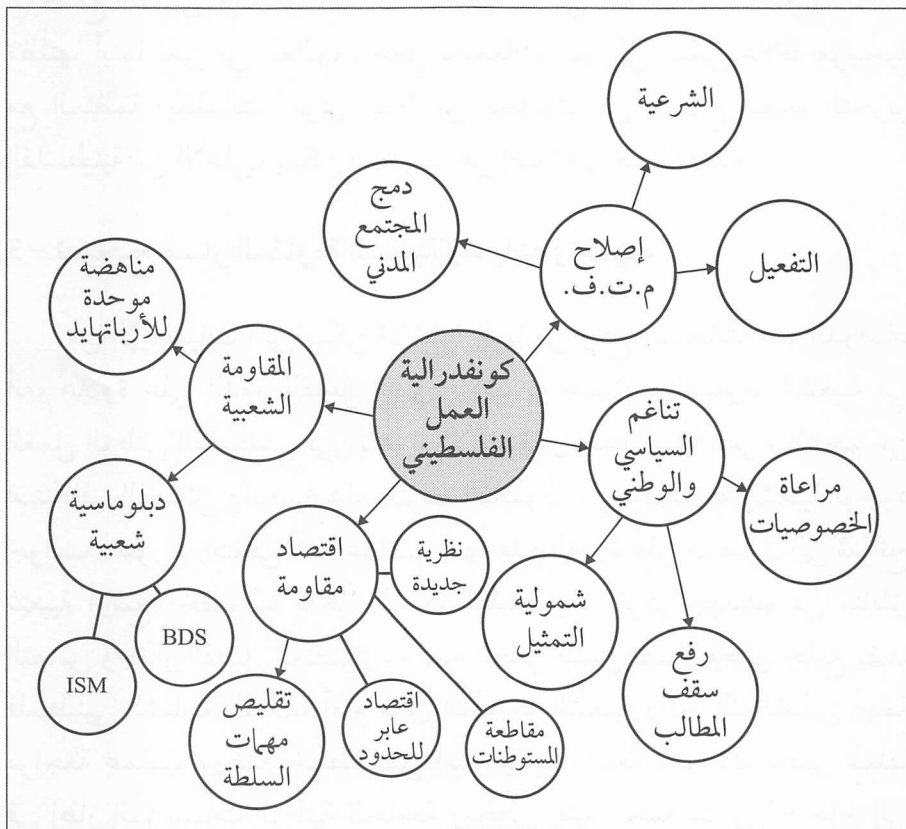 الشرعية
دمج
المجتمع
المدني
إصلاح
م.ت.ف.
التفعيل
مناهضة
موحدة
للأرباتهايد
المقاومة
الشعبية
كونفدرالية
العمل
الفلسطيني
تناغم
السياسي
والوطني
مراعاة
الخصوصيات
دبلوماسية
شعبية
اقتصاد
مقاومة
نظرية
جديدة
شمولية
التمثيل
رفع
سقف
المطالب
BDS
ISM
تقليص
مهمات
السلطة
اقتصاد
عابر
للحدود
مقاطعة
المستوطنات